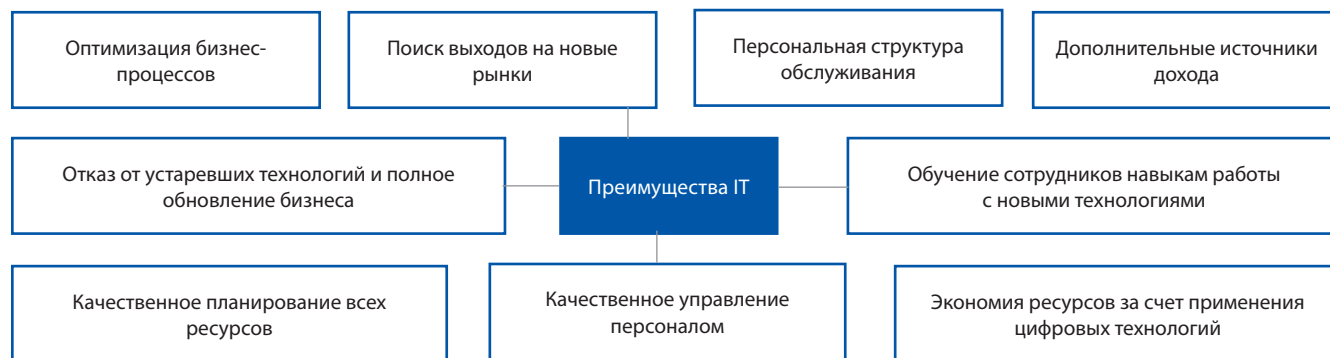 Оптимизация бизнес-
процессов
Поиск выходов на новые
рынки
Персональная структура
обслуживания
Дополнительные источники
дохода
Отказ от устаревших технологий и полное
обновление бизнеса
Преимущества IT
Обучение сотрудников навыкам работы
с новыми технологиями
Качественное планирование всех
ресурсов
Качественное управление
персоналом
Экономия ресурсов за счет применения
цифровых технологий